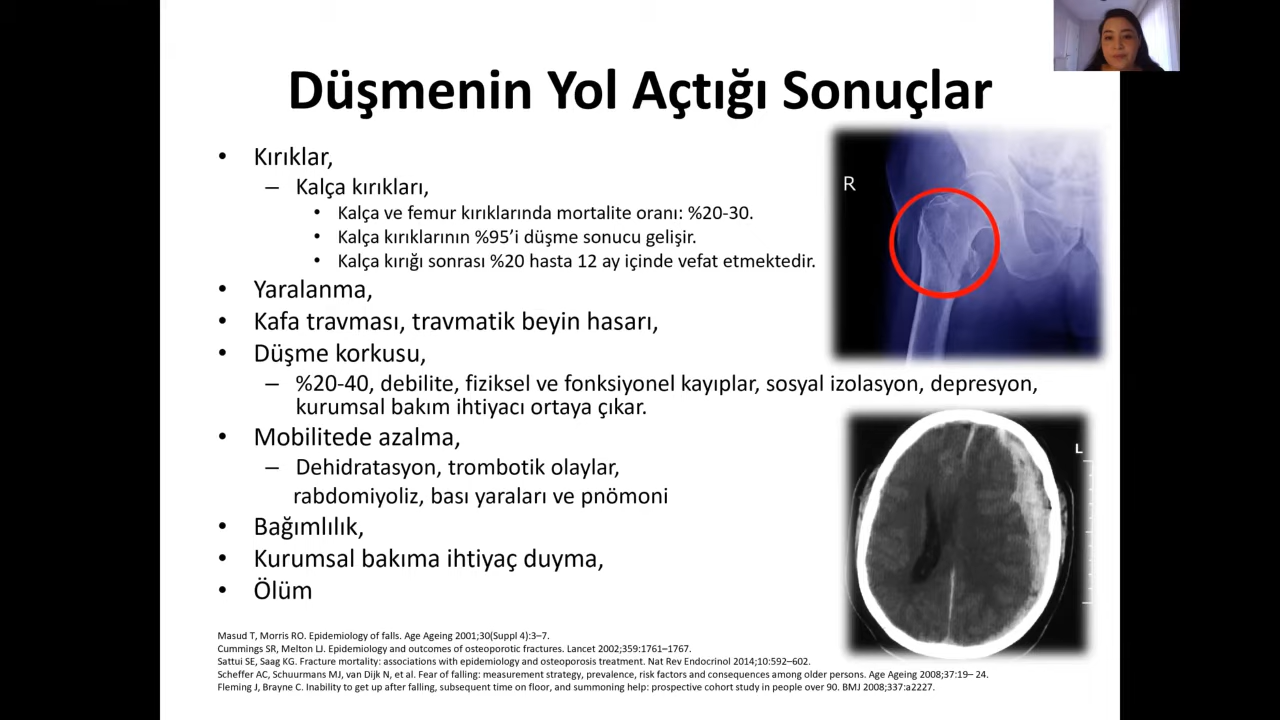 Düşmenin Yol Açtığı Sonuçlar
• Kırıklar,
– Kalça kırıkları,
• Kalça ve femur kırıklarında mortalite oranı: %20-30.
• Kalça kırıklarının %95’i düşme sonucu gelişir.
• Kalça kırığı sonrası %20 hasta 12 ay içinde vefat etmektedir.
• Yaralanma,
• Kafa travması, travmatik beyin hasarı,
• Düşme korkusu,
– %20-40, debilite, fiziksel ve fonksiyonel kayıplar, sosyal izolasyon, depresyon,
kurumsal bakım ihtiyacı ortaya çıkar.
• Mobilitede azalma,
– Dehidratasyon, trombotik olaylar,
rabdomiyoliz, bası yaraları ve pnömoni
• Bağımlılık,
• Kurumsal bakıma ihtiyaç duyma,
• Ölüm
R
L
Masud T, Morris RO. Epidemiology of falls. Age Ageing 2001;30(Suppl 4):3–7.
Cummings SR, Melton LJ. Epidemiology and outcomes of osteoporotic fractures. Lancet 2002;359:1761–1767.
Sattui SE, Saag KG. Fracture mortality: associations with epidemiology and osteoporosis treatment. Nat Rev Endocrinol 2014;10:592–602.
Scheffer AC, Schuurmans MJ, van Dijk N, et al. Fear of falling: measurement strategy, prevalence, risk factors and consequences among older persons. Age Ageing 2008;37:19– 24.
Fleming J, Brayne C. Inability to get up after falling, subsequent time on floor, and summoning help: prospective cohort study in people over 90. BMJ 2008;337:a2227.